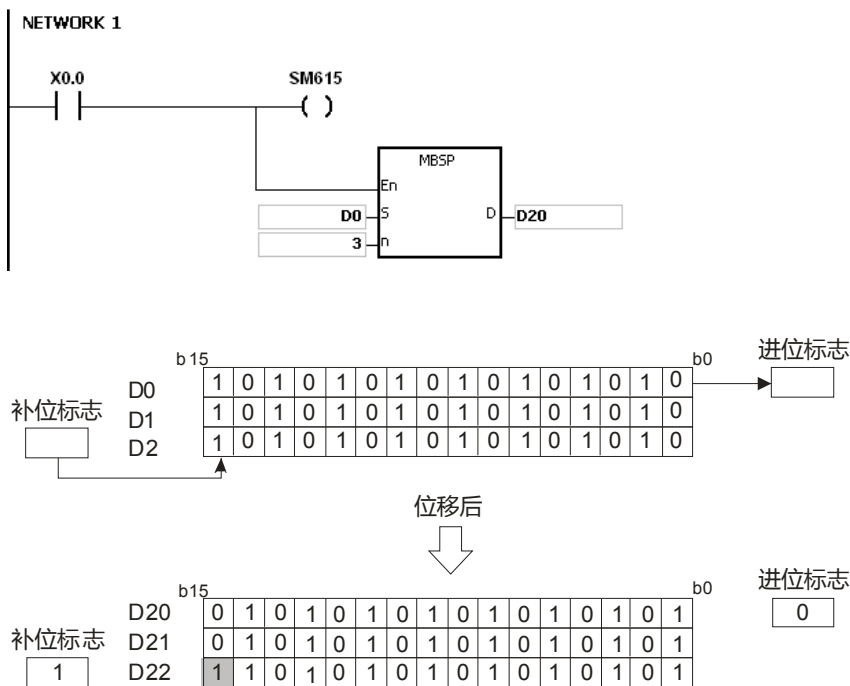 NETWORK 1
X0.0 SM615
MBSP
En
D0 S D D20
3 n
b15 b0 进位标志
D0 1 0 1 0 1 0 1 0 1 0 1 0 1 0 1 0
补位标志 D1 1 0 1 0 1 0 1 0 1 0 1 0 1 0 1 0
D2 1 0 1 0 1 0 1 0 1 0 1 0 1 0 1 0
位移后
b15 b0 进位标志
D20 0 1 0 1 0 1 0 1 0 1 0 1 0 1 0 1 0
补位标志 D21 0 1 0 1 0 1 0 1 0 1 0 1 0 1 0 1
1 D22 1 1 0 1 0 1 0 1 0 1 0 1 0 1 0 1